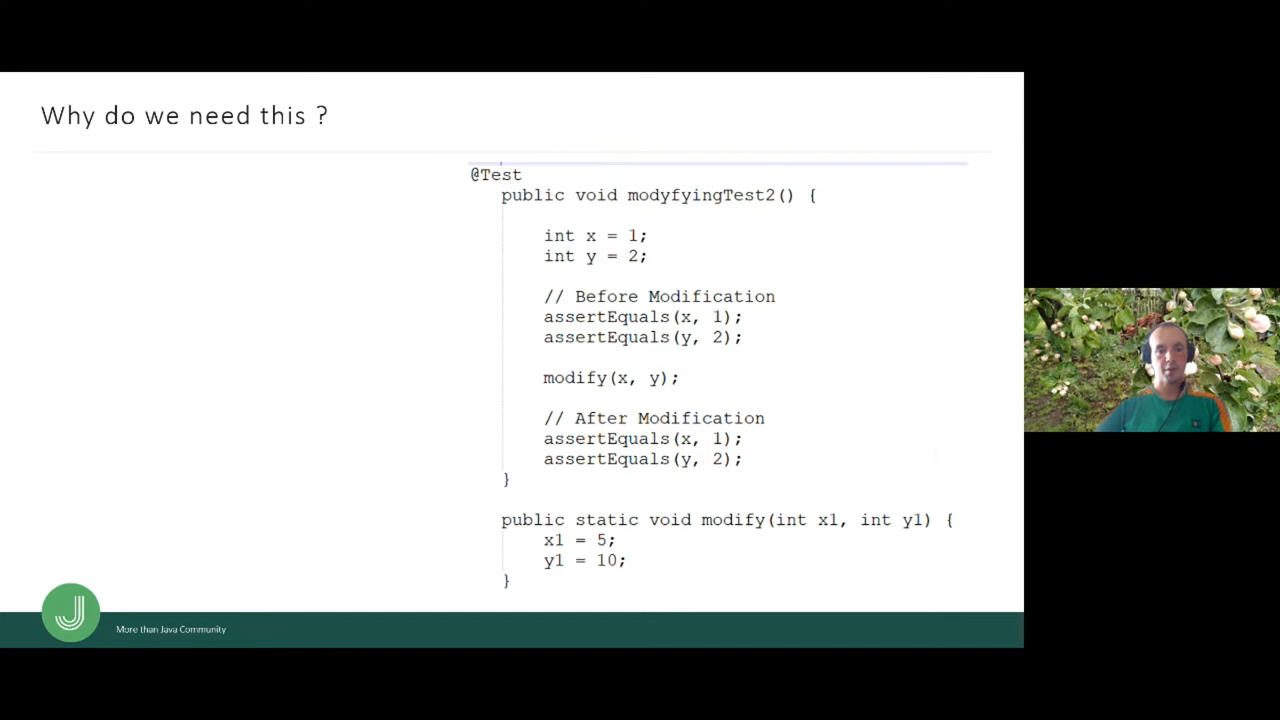 Why do we need this ?
@Test
public void modyfyingTest2() {
int x = 1;
int y = 2;
// Before Modification
assertEquals(x, 1);
assertEquals(y, 2);
modify(x, y);
// After Modification
assertEquals(x, 1);
assertEquals(y, 2);
}
public static void modify(int x1, int y1) {
x1 = 5;
y1 = 10;
}
More than Java Community